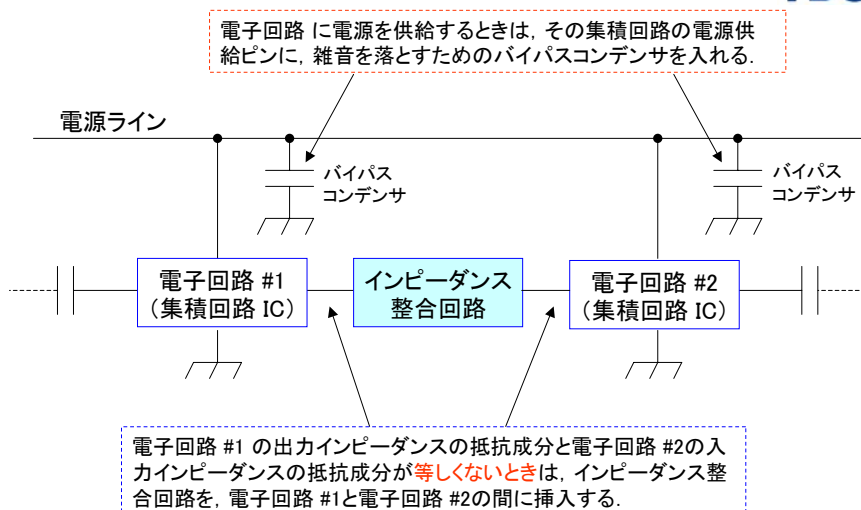 電子回路 に電源を供給するときは，その集積回路の電源供
給ピンに，雑音を落とすためのバイパスコンデンサを入れる．
電源ライン
バイパス
コンデンサ
バイパス
コンデンサ
電子回路 #1
（集積回路 IC）
インピーダンス
整合回路
電子回路 #2
（集積回路 IC）
電子回路 #1 の出力インピーダンスの抵抗成分と電子回路 #2の入
力インピーダンスの抵抗成分が等しくないときは，インピーダンス整
合回路を，電子回路 #1と電子回路 #2の間に挿入する．